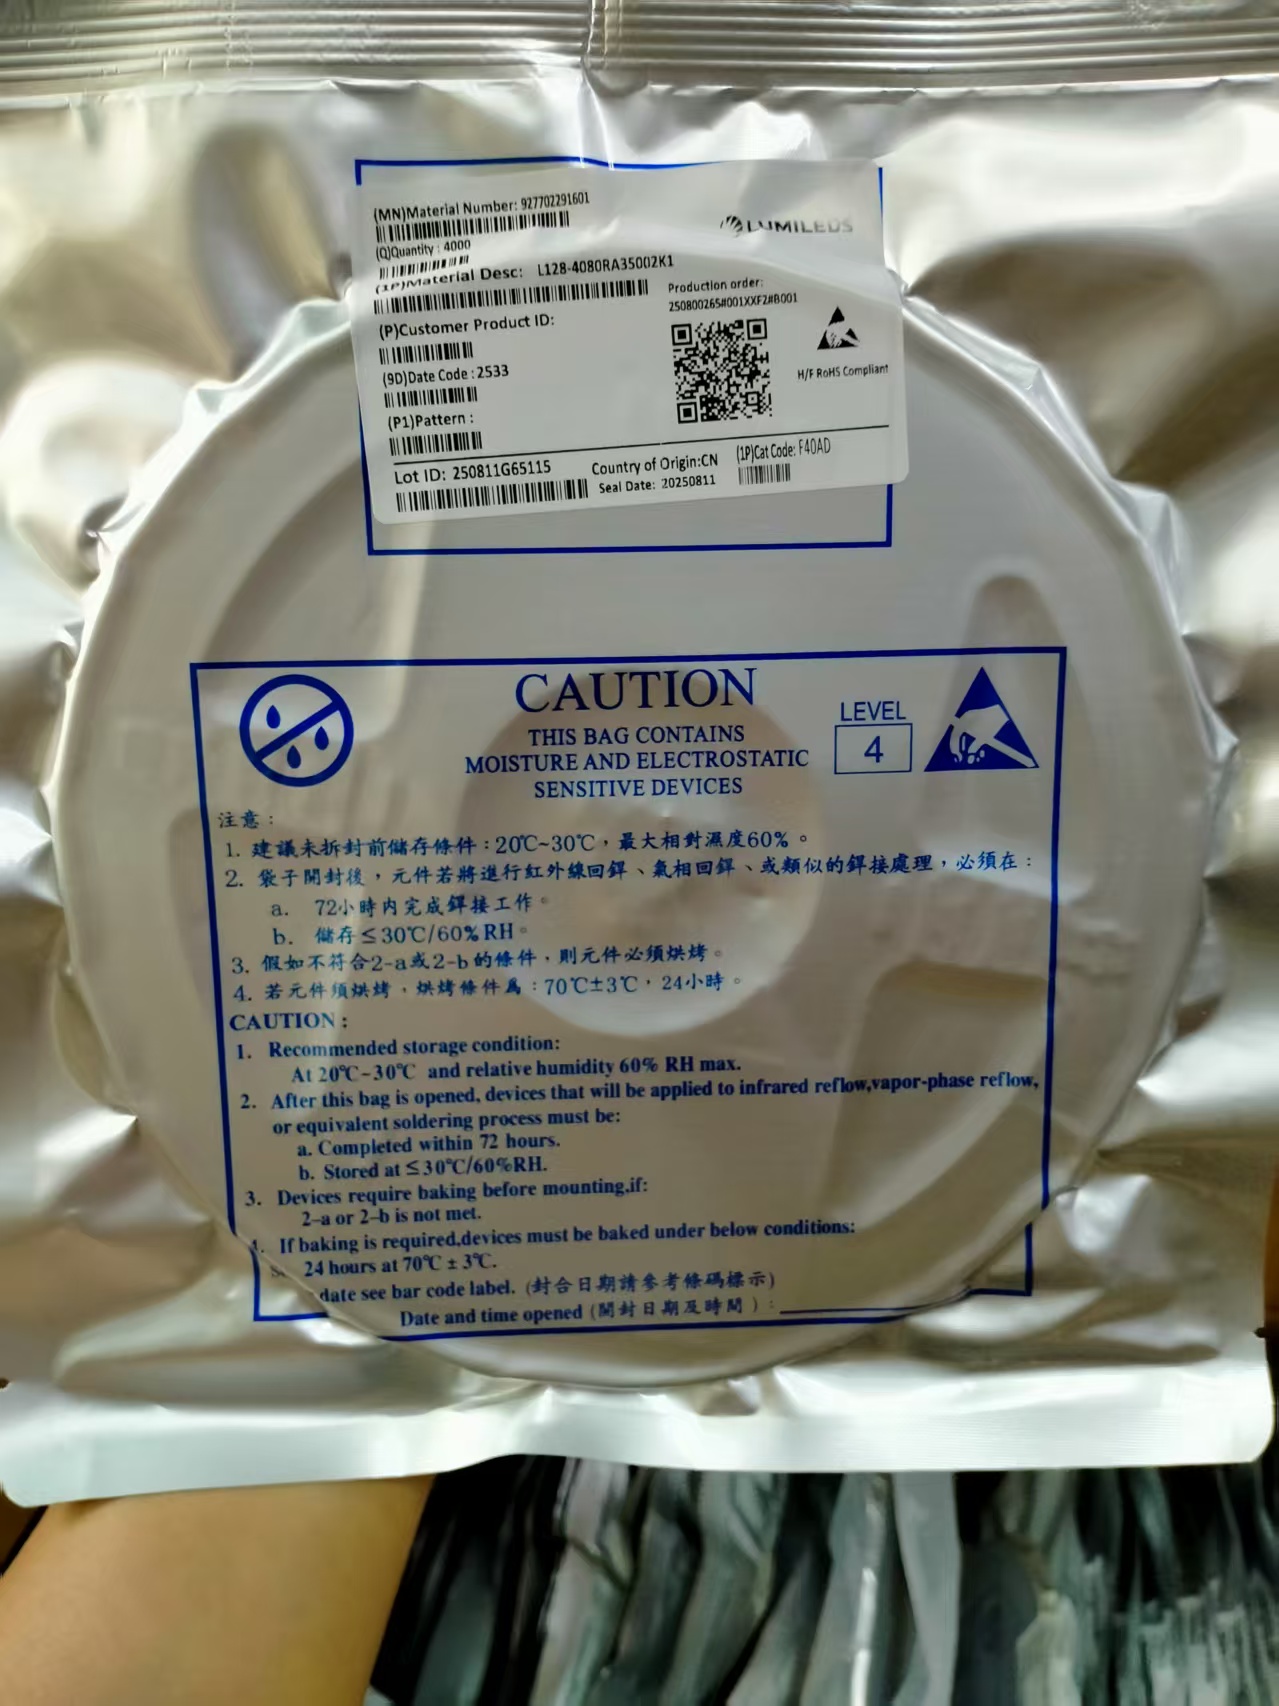 (MN)Material Number: 927702291601
LUMILEDS
(Q)Quantity : 4000
(1P)Material Desc: L128-4080RA35002K1
Production order:
250800265#001XXF2#B001
(P)Customer Product ID:
H/F RoHS Compliant
(9D)Date Code : 2533
(P1)Pattern :
Lot ID: 250811G65115
Country of Origin:CN
(1P)Cat Code: F40AD
Seal Date: 20250811
CAUTION
THIS BAG CONTAINS
MOISTURE AND ELECTROSTATIC
SENSITIVE DEVICES
LEVEL
4
注意：
1. 建議未拆封前儲存條件：20℃~30℃，最大相對濕度60%。
2. 袋子開封後，元件若將進行紅外線回銲、氣相回銲、或類似的銲接處理，必須在：
a. 72小時內完成銲接工作。
b. 儲存≤30℃/60%RH。
3. 假如不符合2-a或2-b的條件，則元件必須烘烤。
4. 若元件須烘烤，烘烤條件為：70℃±3℃，24小時。
CAUTION :
1. Recommended storage condition:
At 20℃~30℃ and relative humidity 60% RH max.
2. After this bag is opened, devices that will be applied to infrared reflow,vapor-phase reflow,
or equivalent soldering process must be:
a. Completed within 72 hours.
b. Stored at ≤30℃/60%RH.
3. Devices require baking before mounting,if:
2-a or 2-b is not met.
4. If baking is required,devices must be baked under below conditions:
24 hours at 70℃ ± 3℃.
date see bar code label. (封合日期請參考條碼標示)
Date and time opened (開封日期及時間) :